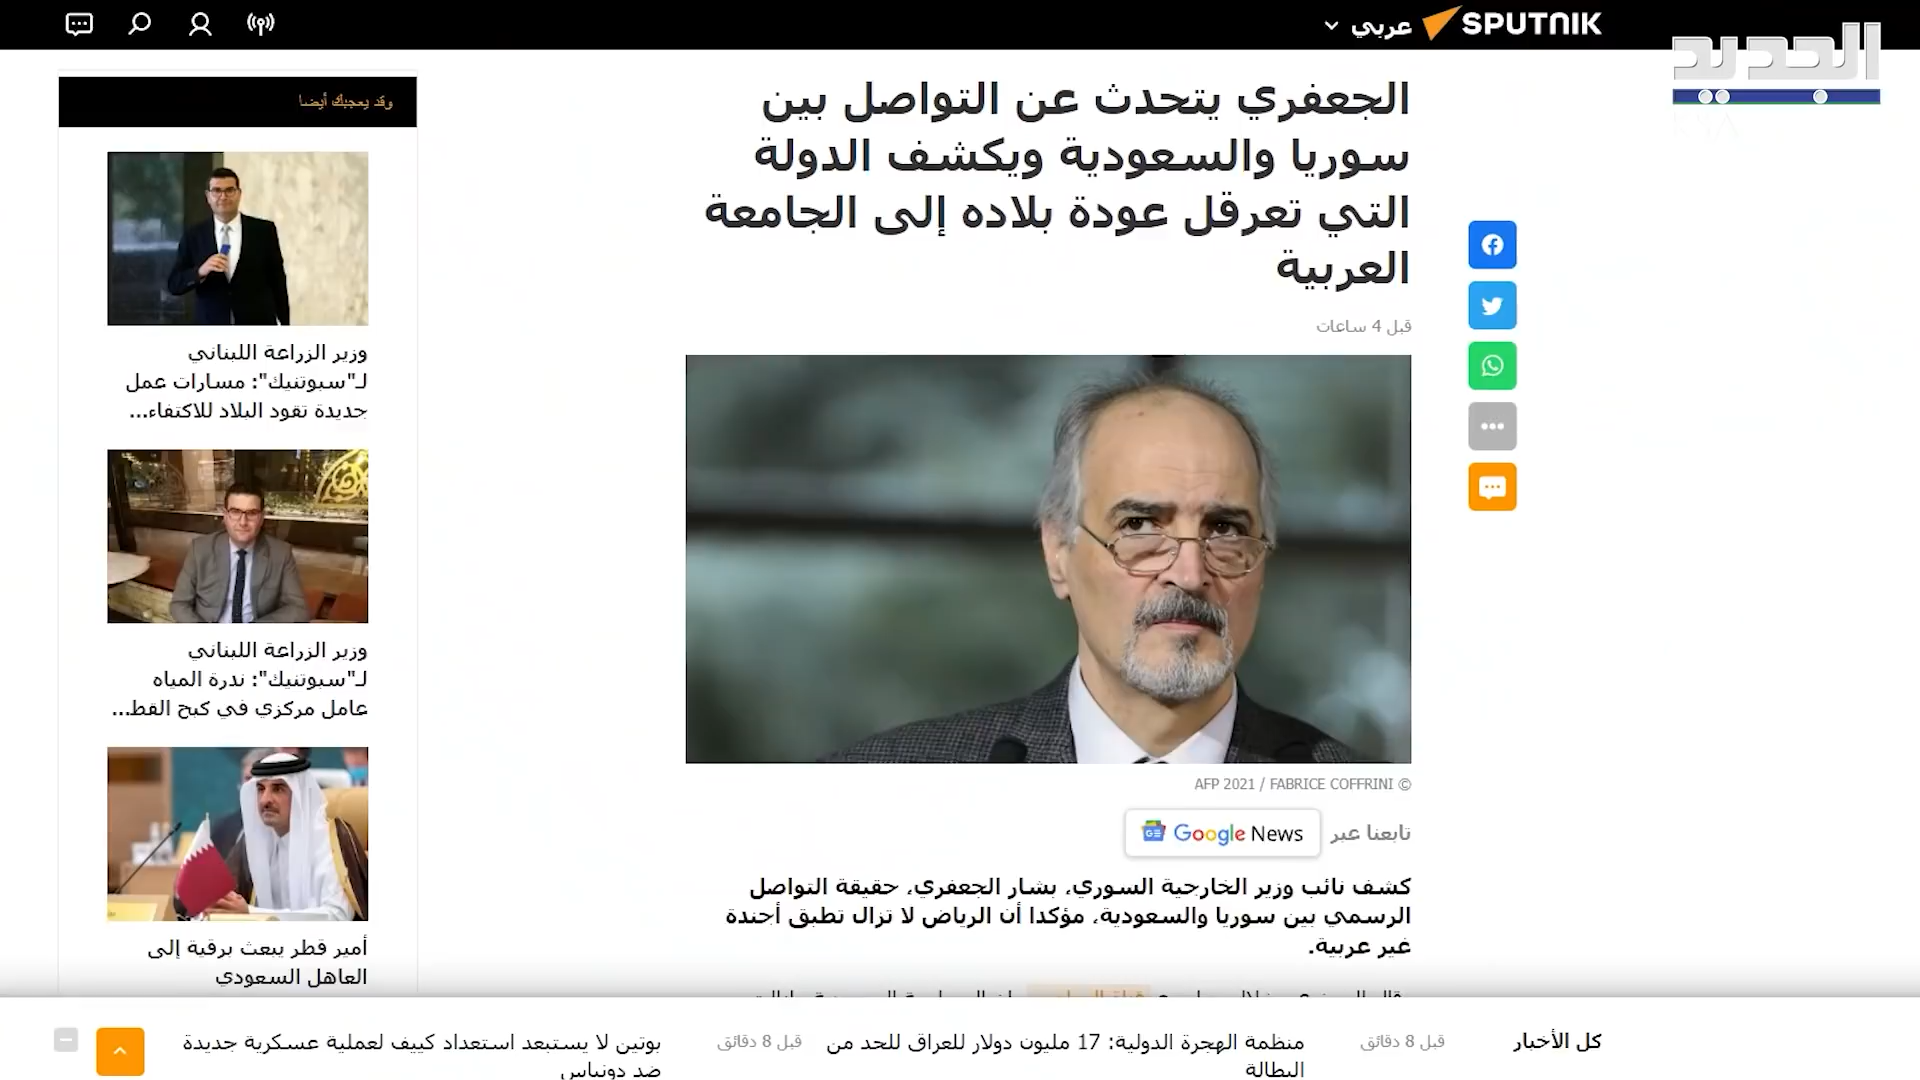 SPUTNIK عربي
الحديد
الجعفري يتحدث عن التواصل بين
سوريا والسعودية ويكشف الدولة
التي تعرقل عودة بلاده إلى الجامعة
العربية
قبل 4 ساعات
© AFP 2021 / FABRICE COFFRINI
تابعنا عبر
Google News
كشف نائب وزير الخارجية السوري، بشار الجعفري، حقيقة التواصل
الرسمي بين سوريا والسعودية، مؤكدا أن الرياض لا تزال تطبق أجندة
غير عربية.
وقد يعجبك أيضا
وزير الزراعة اللبناني
لـ"سبوتنيك": مسارات عمل
جديدة تقود البلاد للاكتفاء...
وزير الزراعة اللبناني
لـ"سبوتنيك": ندرة المياه
عامل مركزي في كبح القط...
أمير قطر يبعث برقية إلى
العاهل السعودي
كل الأخبار
قبل 8 دقائق
منظمة الهجرة الدولية: 17 مليون دولار للعراق للحد من
البطالة
قبل 8 دقائق
بوتين لا يستبعد استعداد كييف لعملية عسكرية جديدة
ضد دونباس